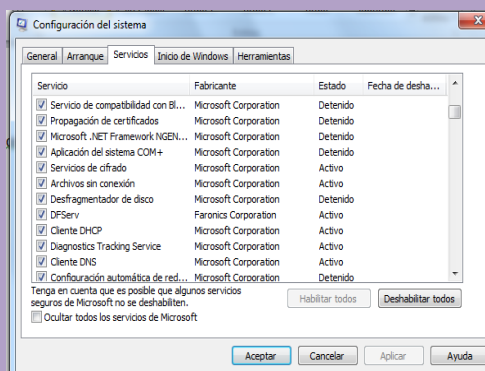 Configuración del sistema
General Arranque Servicios Inicio de Windows Herramientas
Servicio Fabricante Estado Fecha de desha...
Servicio de compatibilidad con Bl... Microsoft Corporation Detenido
Propagación de certificados Microsoft Corporation Detenido
Microsoft .NET Framework NGEN... Microsoft Corporation Detenido
Aplicación del sistema COM+ Microsoft Corporation Detenido
Servicios de cifrado Microsoft Corporation Activo
Archivos sin conexión Microsoft Corporation Activo
Desfragmentador de disco Microsoft Corporation Detenido
DFServ Faronics Corporation Activo
Cliente DHCP Microsoft Corporation Activo
Diagnostics Tracking Service Microsoft Corporation Activo
Cliente DNS Microsoft Corporation Activo
Configuración automática de red... Microsoft Corporation Detenido
Tenga en cuenta que es posible que algunos servicios
seguros de Microsoft no se deshabiliten.
Habilitar todos Deshabilitar todos
Ocultar todos los servicios de Microsoft
Aceptar Cancelar Aplicar Ayuda